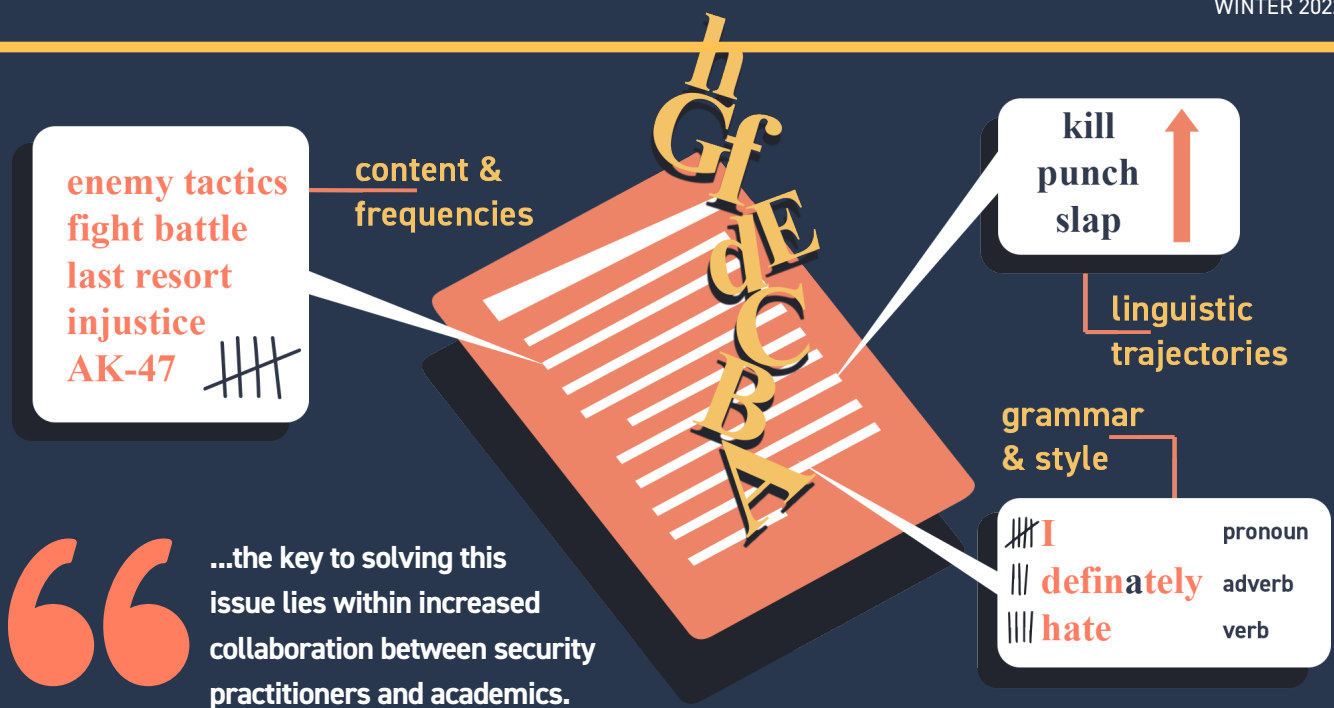 WINTER 202
h
G
f
E
d
C
B
A
enemy tactics
fight battle
last resort
injustice
AK-47
content &
frequencies
kill
punch
slap
linguistic
trajectories
grammar
& style
I pronoun
definately adverb
hate verb
...the key to solving this
issue lies within increased
collaboration between security
practitioners and academics.